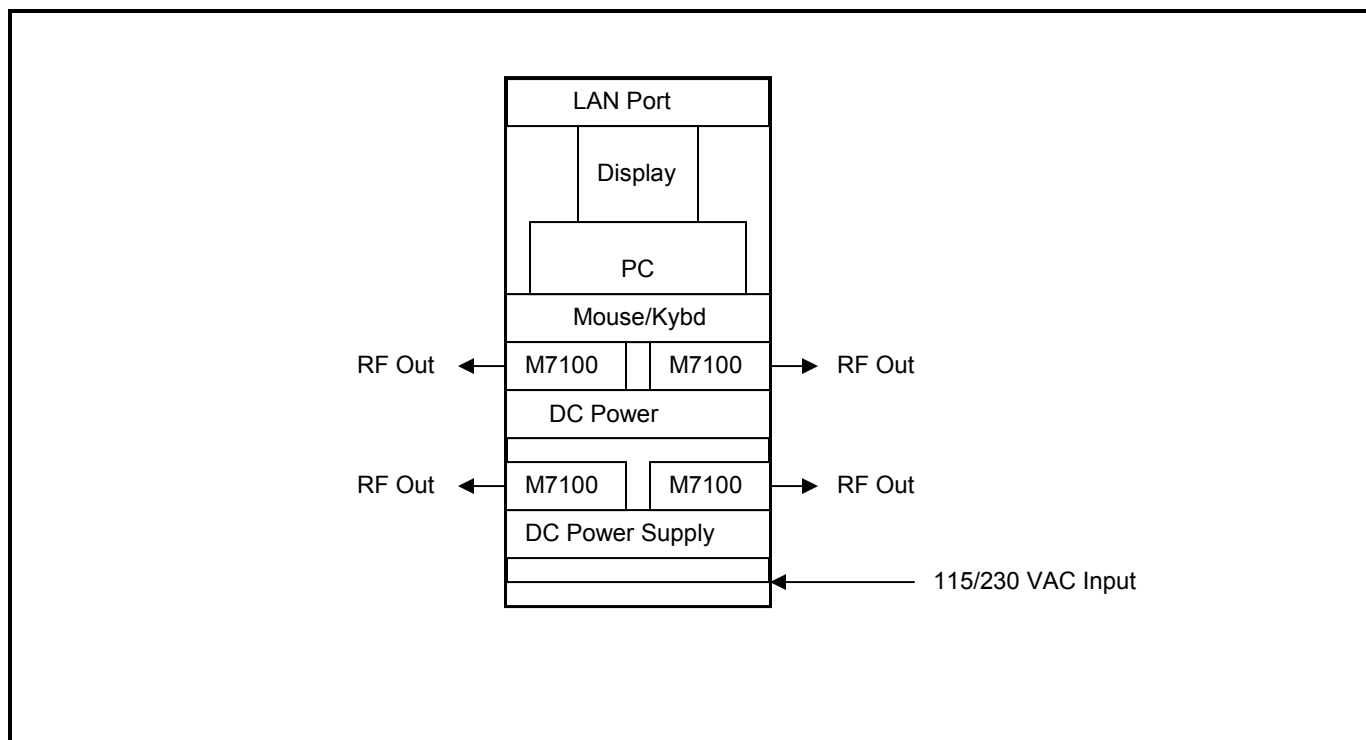 LAN Port
Display
PC
Mouse/Kybd
RF Out M7100 M7100 RF Out
DC Power
RF Out M7100 M7100 RF Out
DC Power Supply
115/230 VAC Input